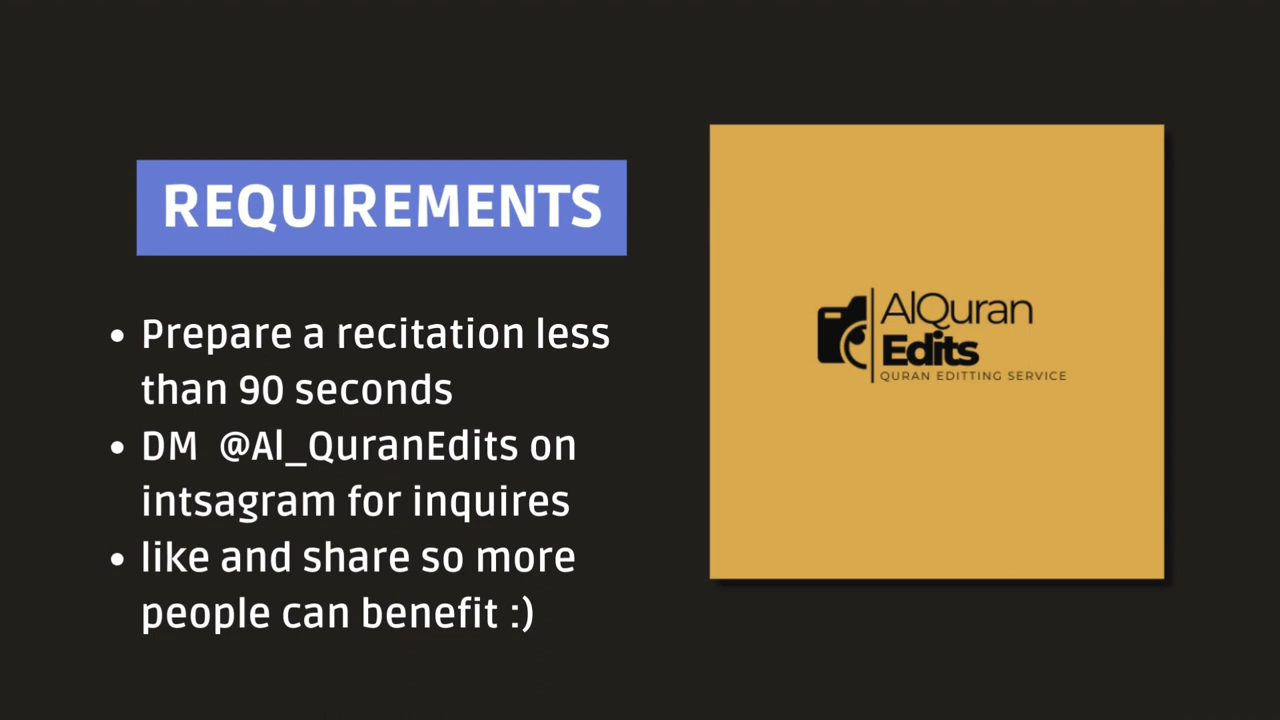 REQUIREMENTS
• Prepare a recitation less
than 90 seconds
• DM @Al_QuranEdits on
intsagram for inquires
• like and share so more
people can benefit :)
AlQuran
Edits
QURAN EDITTING SERVICE